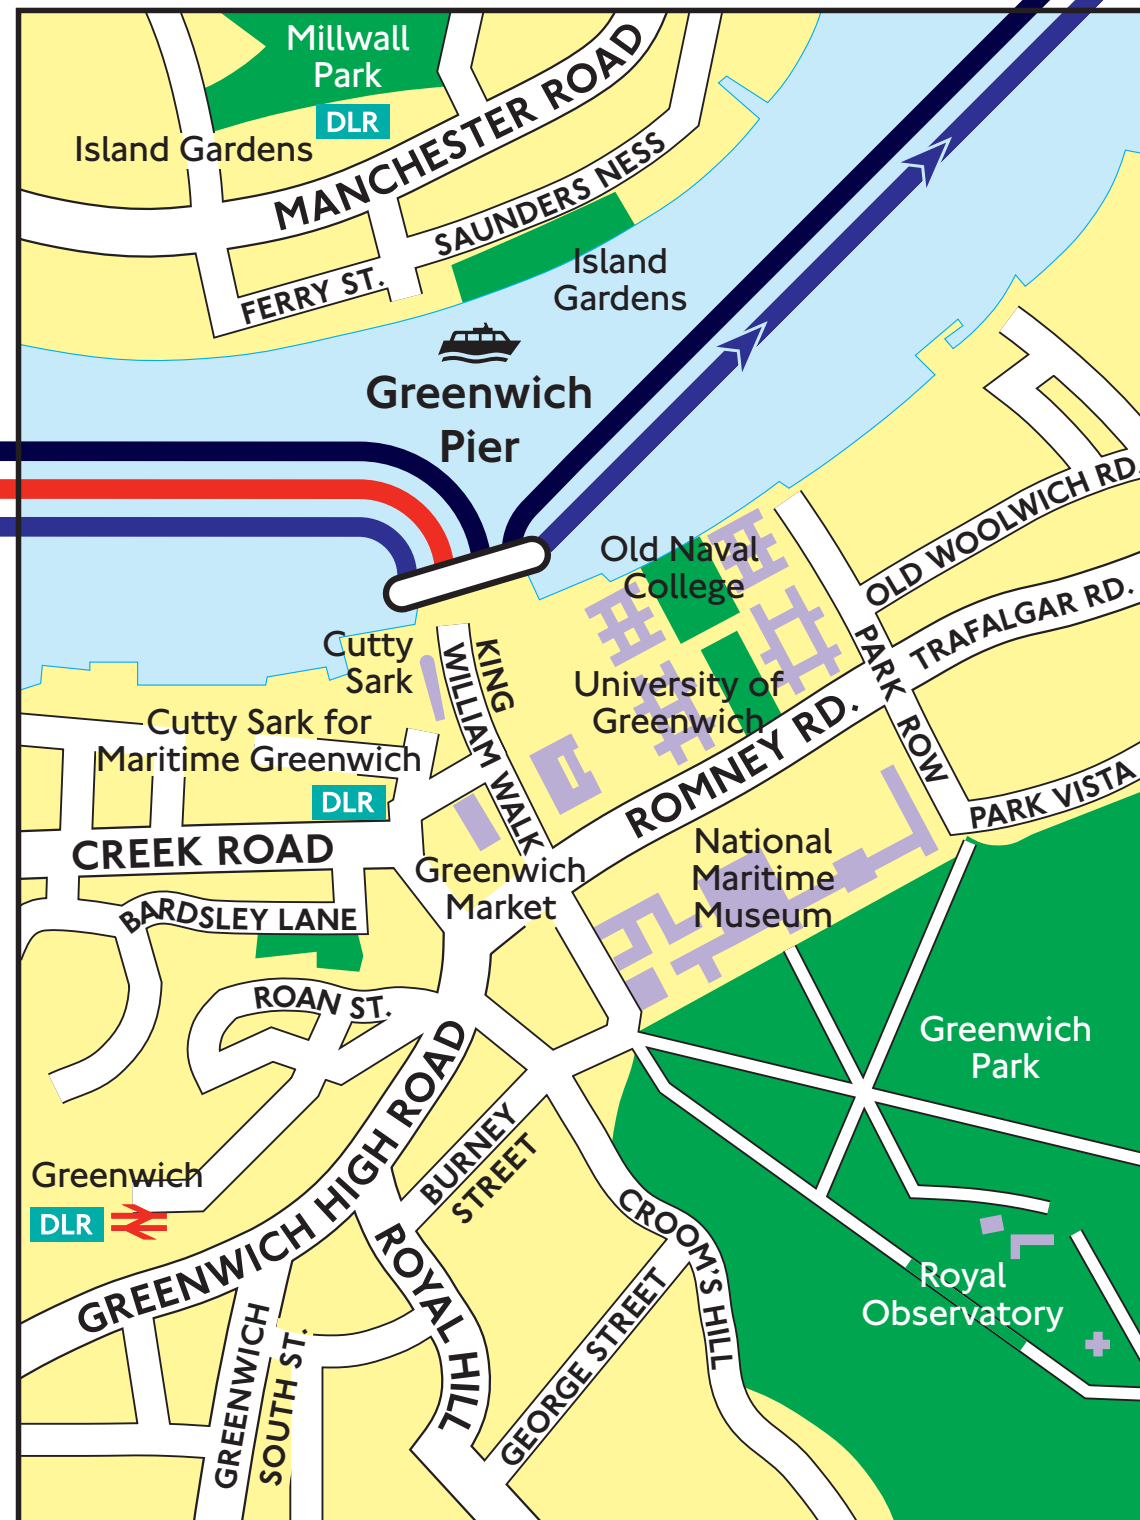 Millwall
Park
DLR
Island Gardens
MANCHESTER ROAD
SAUNDERS NESS
FERRY ST.
Island
Gardens
Greenwich
Pier
Old Naval
College
OLD WOOLWICH RD.
TRAFALGAR RD.
PARK ROW
Cutty
Sark
KING
WILLIAM WALK
University of
Greenwich
Cutty Sark for
Maritime Greenwich
DLR
ROMNEY RD.
PARK VISTA
CREEK ROAD
National
Maritime
Museum
Greenwich
Market
BARDSLEY LANE
ROAN ST.
Greenwich
Park
GREENWICH HIGH ROAD
BURNEY
STREET
Greenwich
DLR
CROOM'S HILL
ROYAL HILL
Royal
Observatory
GEORGE STREET
GREENWICH
SOUTH ST.